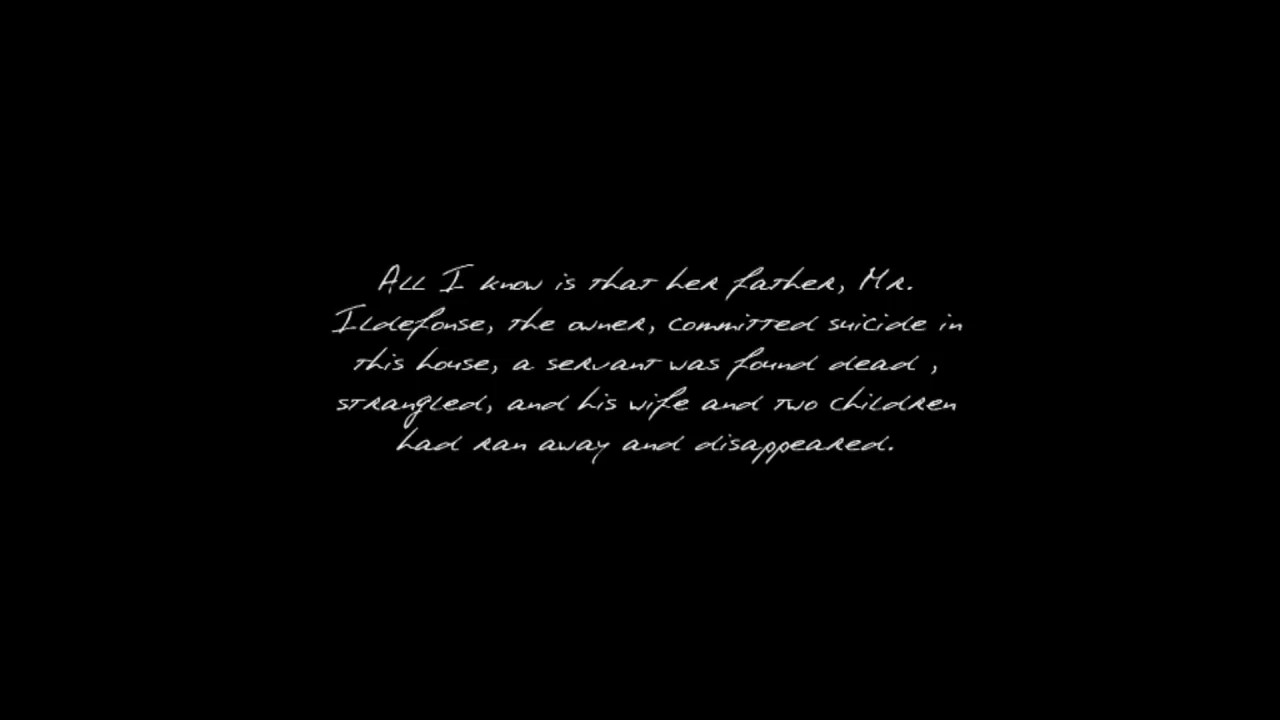 All I know is that her father, Mr.
Ildefonse, the owner, committed suicide in
this house, a servant was found dead ,
strangled, and his wife and two children
had ran away and disappeared.